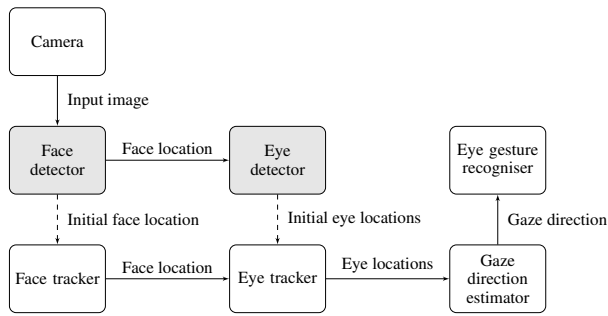 Camera
Input image
Face
detector
Face location
Eye
detector
Eye gesture
recogniser
Initial face location
Initial eye locations
Gaze direction
Face tracker
Face location
Eye tracker
Eye locations
Gaze
direction
estimator